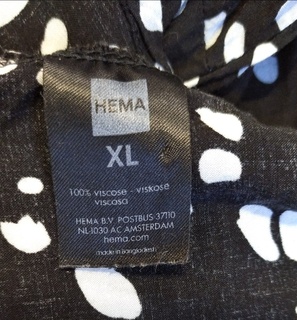 HEMA
XL
100% viscose - viskose
viscosa
HEMA B.V. POSTBUS 37110
NL-1030 AC AMSTERDAM
hema.com
made in Bangladesh